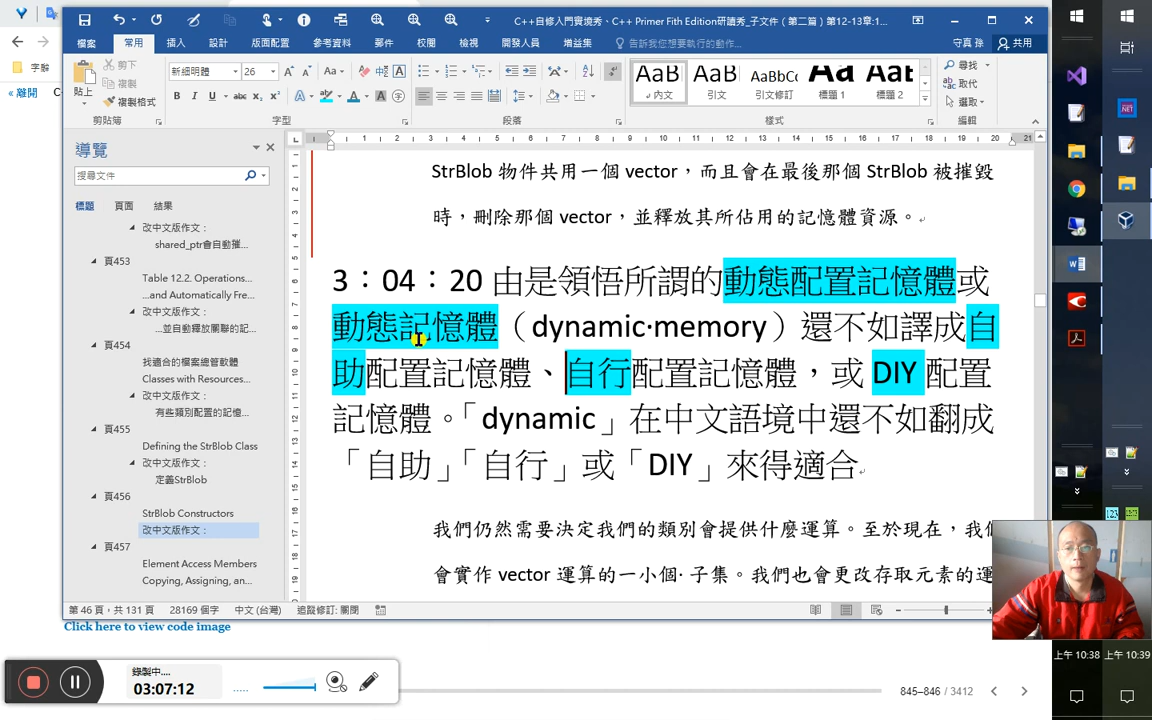 C++自修入門實境秀、C++ Primer Fith Edition研讀秀_子文件（第二篇）第12-13章:1...
檔案 常用 插入 設計 版面配置 參考資料 郵件 校閱 檢視 開發人員 增益集 告訴我您想要執行的動作... 守真 孫 共用
字齡
« 離開
貼上
剪下
複製
複製格式
新細明體 26
剪貼簿 字型 段落 樣式 編輯
AaB AaB AaBbCc AaB Aat
內文 引文 引文修訂 標題 1 標題 2
尋找
取代
選取
導覽
搜尋文件
標題 頁面 結果
改中文版作文：
shared_ptr會自動摧...
頁453
Table 12.2. Operations...
...and Automatically Fre...
改中文版作文：
...並自動釋放關聯的記...
頁454
找適合的檔案總管軟體
Classes with Resources...
改中文版作文：
有些類別配置的記憶...
頁455
Defining the StrBlob Class
改中文版作文：
定義StrBlob
頁456
StrBlob Constructors
改中文版作文：
頁457
Element Access Members
Copying, Assigning, an...
StrBlob 物件共用一個 vector，而且會在最後那個 StrBlob 被摧毀
時，刪除那個 vector，並釋放其所佔用的記憶體資源。
3：04：20 由是領悟所謂的動態配置記憶體或
動態記憶體（dynamic·memory）還不如譯成自
助配置記憶體、自行配置記憶體，或 DIY 配置
記憶體。「dynamic」在中文語境中還不如翻成
「自助」「自行」或「DIY」來得適合。
我們仍然需要決定我們的類別會提供什麼運算。至於現在，我們
會實作 vector 運算的一小個· 子集。我們也會更改存取元素的運
第 46 頁，共 131 頁 28169 個字 中文 (台灣) 追蹤修訂: 關閉
Click here to view code image
錄製中....
03:07:12
845–846 / 3412
上午 10:38 上午 10:39